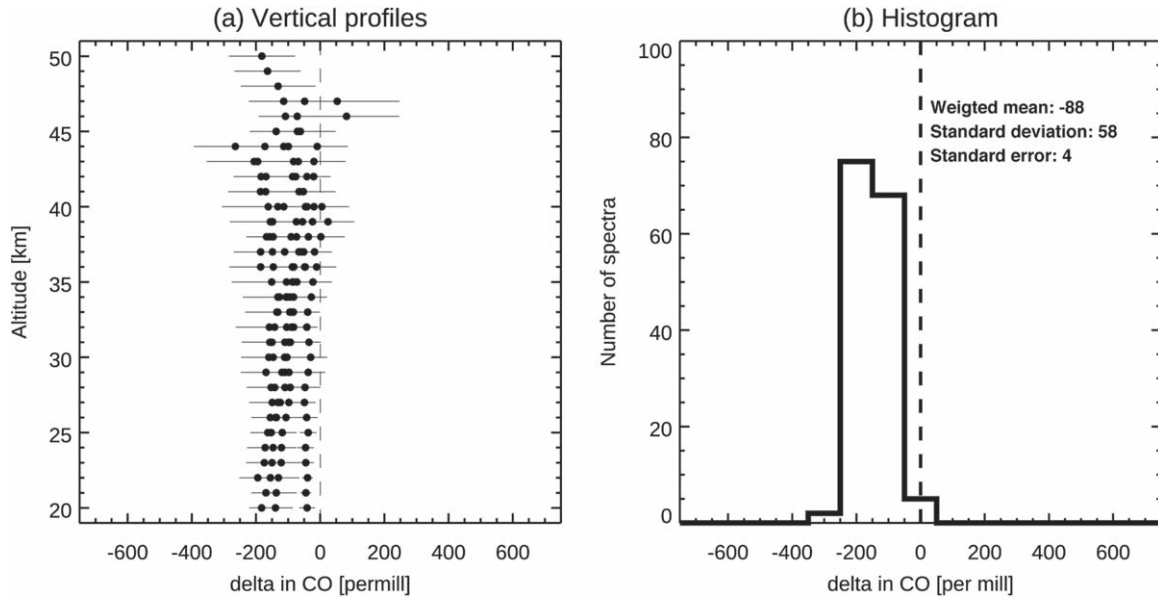 (a) Vertical profiles
50
45
40
35
30
25
20
Altitude [km]
-600 -400 -200 0 200 400 600
delta in CO [permill]
(b) Histogram
100
80
60
40
20
0
Number of spectra
Weigted mean: -88
Standard deviation: 58
Standard error: 4
-600 -400 -200 0 200 400 600
delta in CO [per mill]